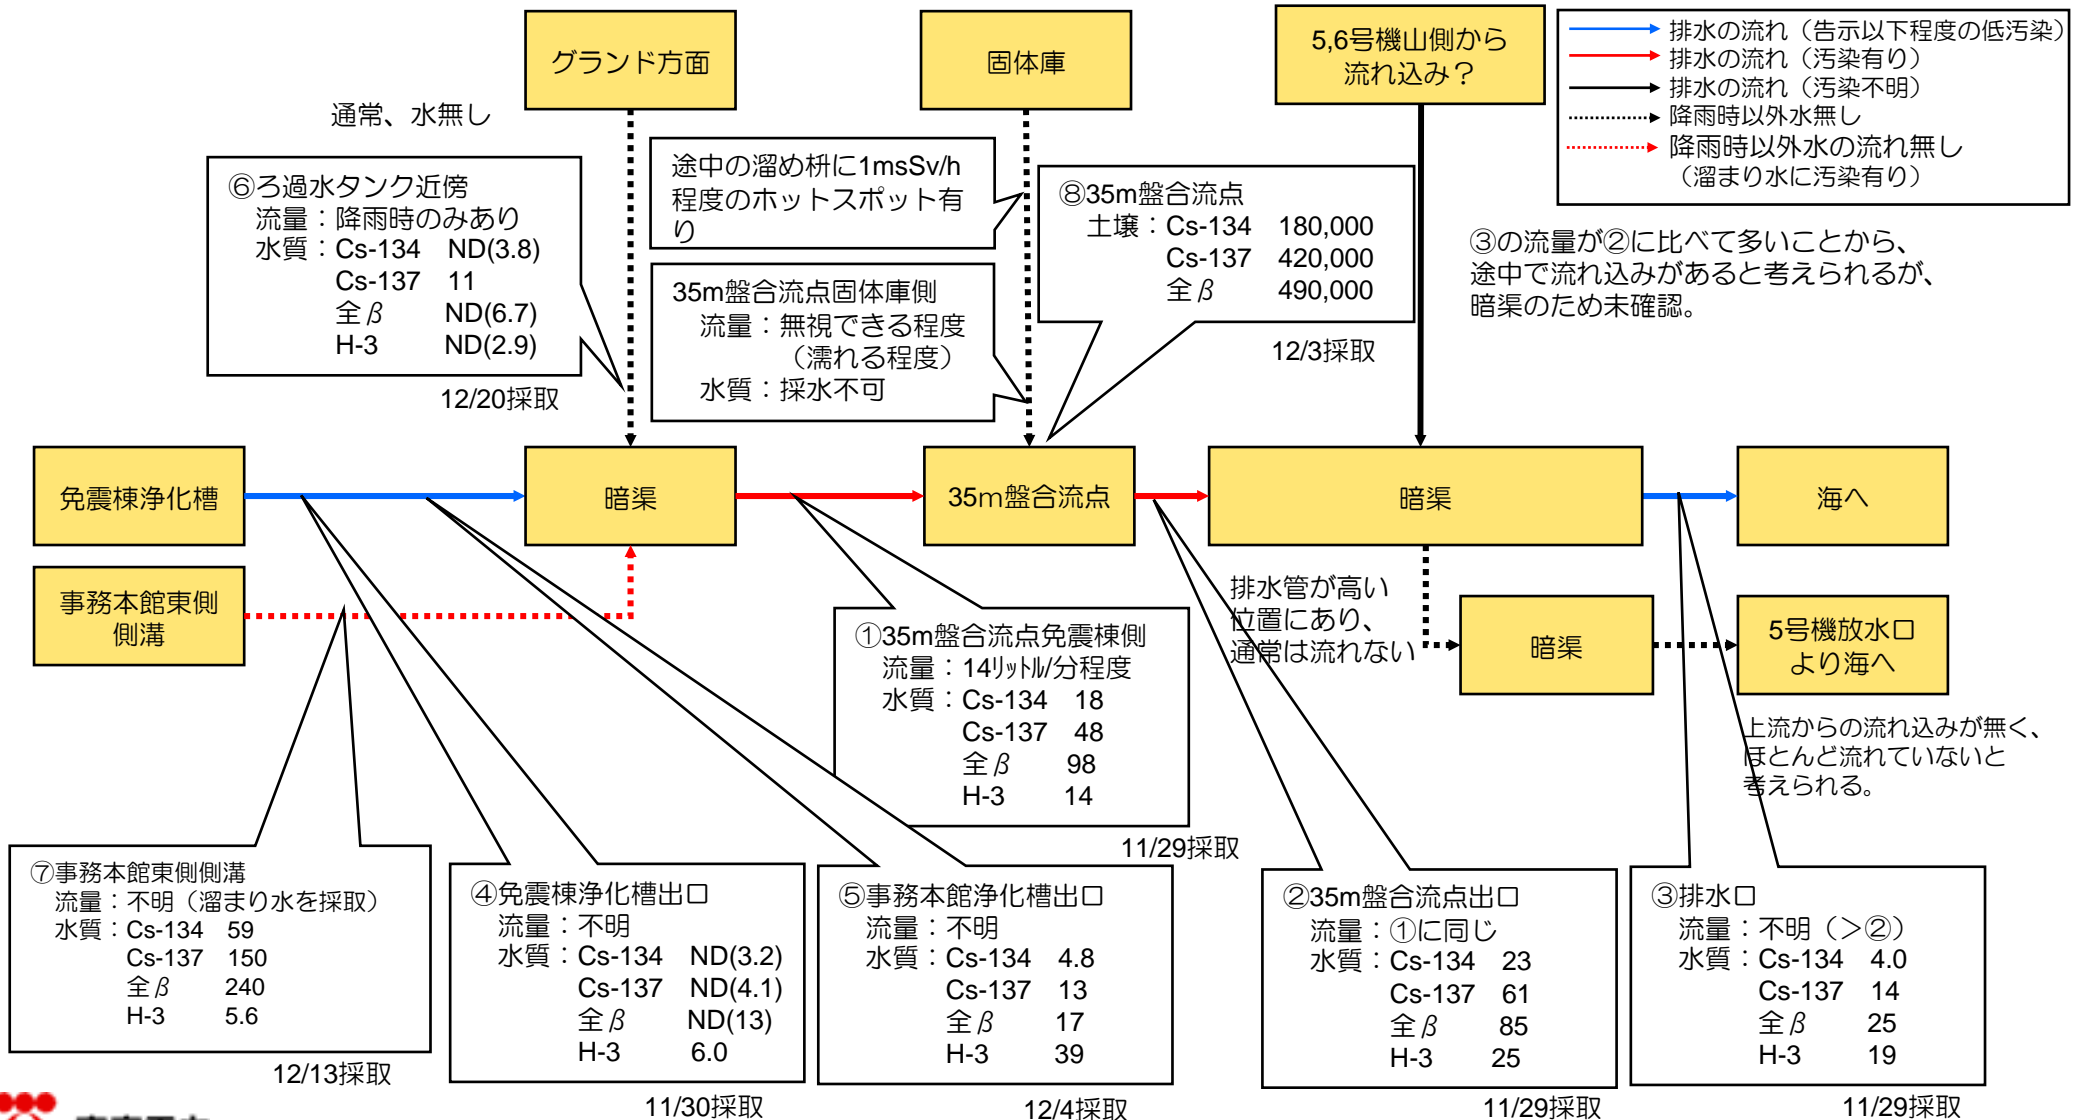 グランド方面
固体庫
5,6号機山側から
流れ込み？
排水の流れ（告示以下程度の低汚染）
排水の流れ（汚染有り）
排水の流れ（汚染不明）
降雨時以外水無し
降雨時以外水の流れ無し
（溜まり水に汚染有り）
通常、水無し
⑥ろ過水タンク近傍
流量：降雨時のみあり
水質：Cs-134 ND(3.8)
Cs-137 11
全β ND(6.7)
H-3 ND(2.9)
12/20採取
途中の溜め枡に1msSv/h
程度のホットスポット有
り
35m盤合流点固体庫側
流量：無視できる程度
（濡れる程度）
水質：採水不可
⑧35m盤合流点
土壌：Cs-134 180,000
Cs-137 420,000
全β 490,000
12/3採取
③の流量が②に比べて多いことから、
途中で流れ込みがあると考えられるが、
暗渠のため未確認。
免震棟浄化槽
暗渠
35m盤合流点
暗渠
海へ
事務本館東側
側溝
排水管が高い
位置にあり、
通常は流れない
暗渠
5号機放水口
より海へ
上流からの流れ込みが無く、
ほとんど流れていないと
考えられる。
①35m盤合流点免震棟側
流量：14㍑/分程度
水質：Cs-134 18
Cs-137 48
全β 98
H-3 14
11/29採取
⑦事務本館東側側溝
流量：不明（溜まり水を採取）
水質：Cs-134 59
Cs-137 150
全β 240
H-3 5.6
12/13採取
④免震棟浄化槽出口
流量：不明
水質：Cs-134 ND(3.2)
Cs-137 ND(4.1)
全β ND(13)
H-3 6.0
11/30採取
⑤事務本館浄化槽出口
流量：不明
水質：Cs-134 4.8
Cs-137 13
全β 17
H-3 39
12/4採取
②35m盤合流点出口
流量：①に同じ
水質：Cs-134 23
Cs-137 61
全β 85
H-3 25
11/29採取
③排水口
流量：不明（＞②）
水質：Cs-134 4.0
Cs-137 14
全β 25
H-3 19
11/29採取